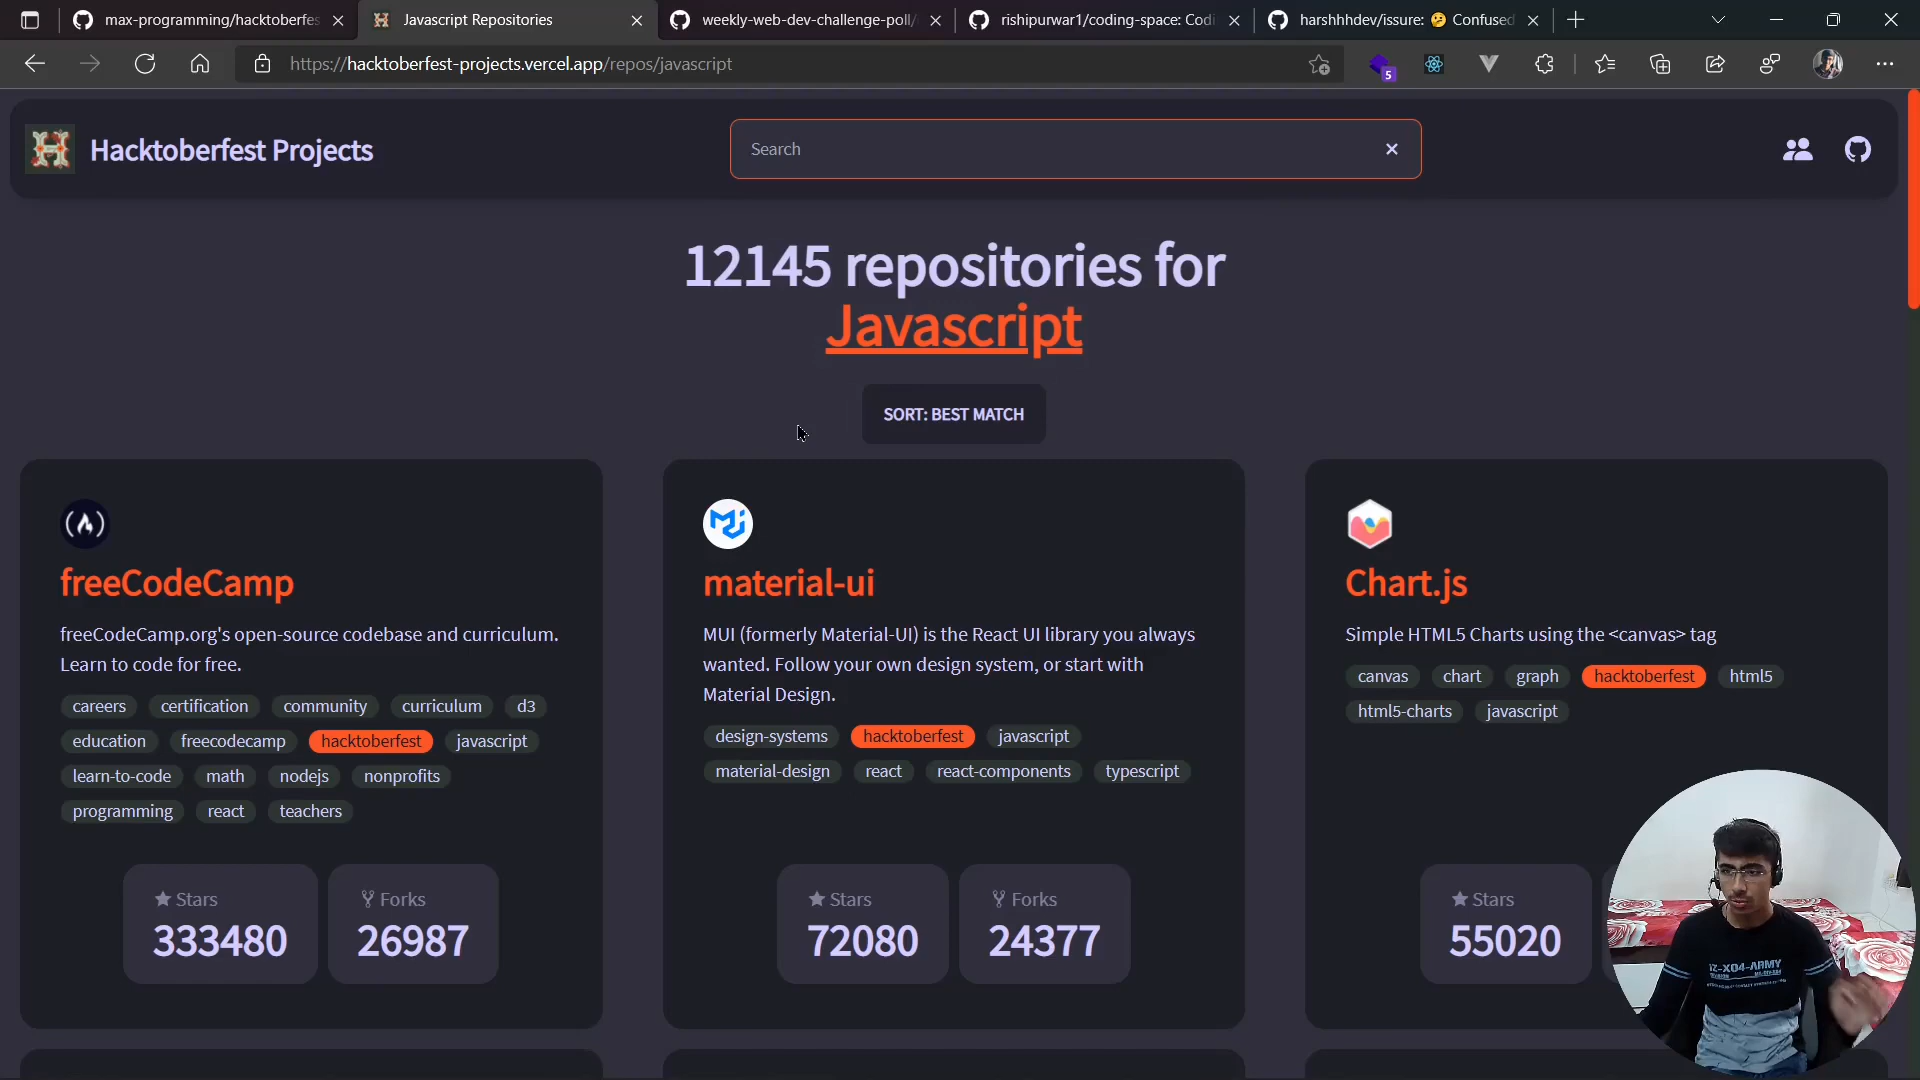 max-programming/hacktoberfes
Javascript Repositories
weekly-web-dev-challenge-poll/
rishipurwar1/coding-space: Codi
harshhhdev/issure: 🤔 Confused
https://hacktoberfest-projects.vercel.app/repos/javascript
5
Hacktoberfest Projects
Search
12145 repositories for
Javascript
SORT: BEST MATCH
freeCodeCamp
freeCodeCamp.org's open-source codebase and curriculum.
Learn to code for free.
careers certification community curriculum d3
education freecodecamp hacktoberfest javascript
learn-to-code math nodejs nonprofits
programming react teachers
Stars Forks
333480 26987
material-ui
MUI (formerly Material-UI) is the React UI library you always
wanted. Follow your own design system, or start with
Material Design.
design-systems hacktoberfest javascript
material-design react react-components typescript
Stars Forks
72080 24377
Chart.js
Simple HTML5 Charts using the <canvas> tag
canvas chart graph hacktoberfest html5
html5-charts javascript
Stars
55020